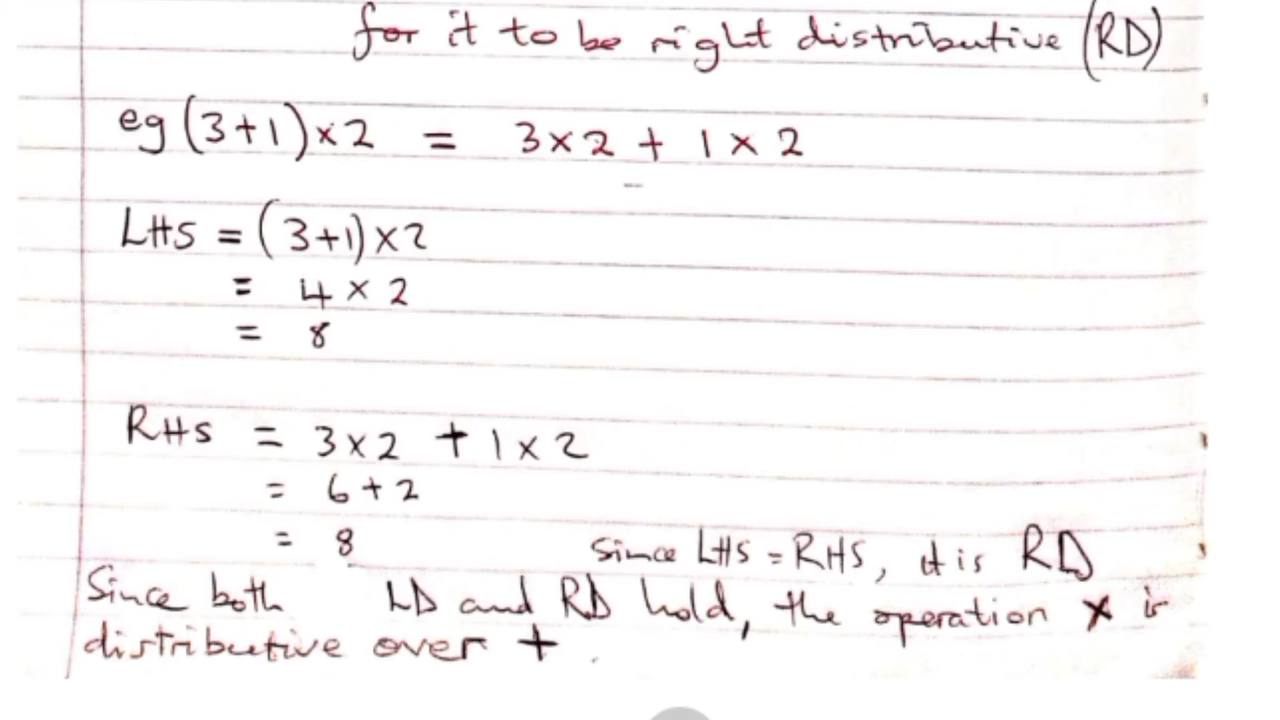 for it to be right distributive (RD)
eg (3+1)×2 = 3×2 + 1×2
LHS = (3+1)×2
= 4 × 2
= 8
RHS = 3×2 + 1×2
= 6+2
= 8 Since LHS = RHS, it is RD
Since both LD and RD hold, the operation × is
distributive over + .